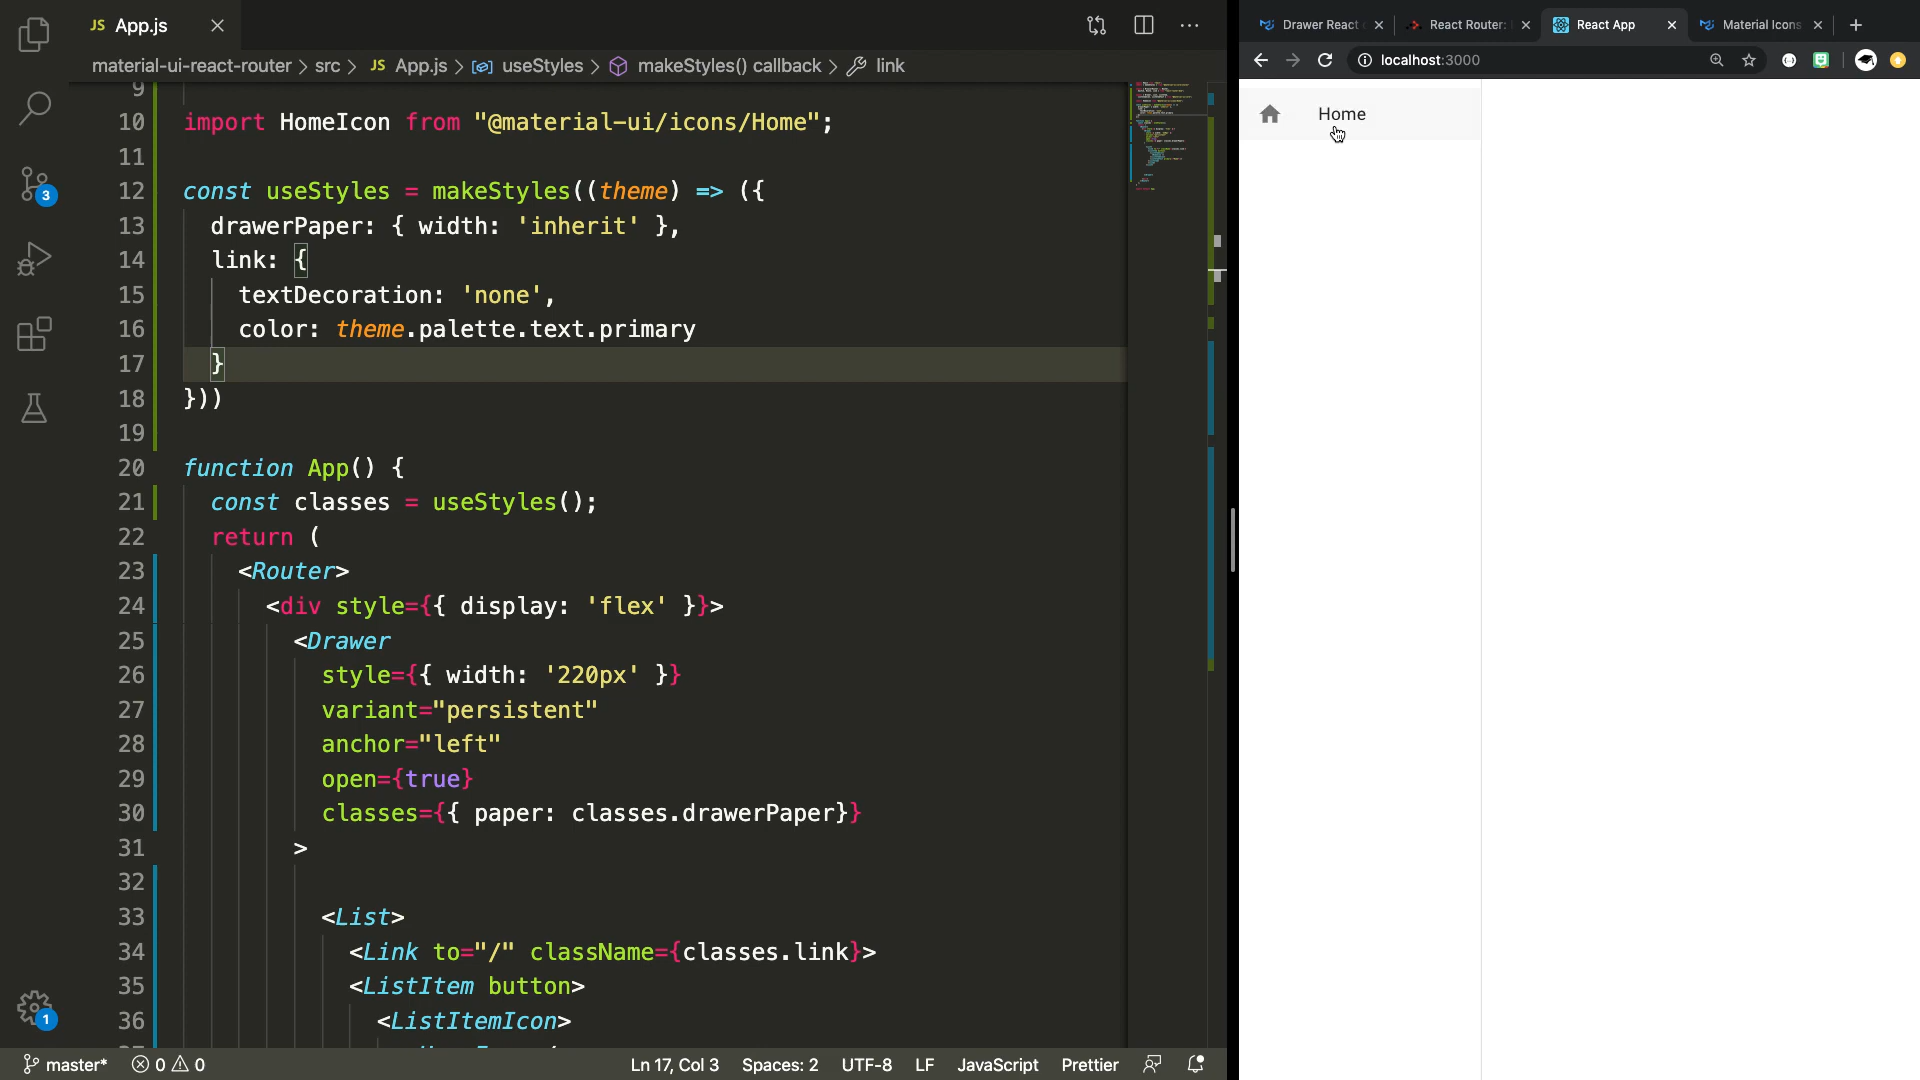 JS App.js
material-ui-react-router > src > JS App.js > useStyles > makeStyles() callback > link
9
10 import HomeIcon from "@material-ui/icons/Home";
11
12 const useStyles = makeStyles((theme) => ({
13 drawerPaper: { width: 'inherit' },
14 link: {
15 textDecoration: 'none',
16 color: theme.palette.text.primary
17 }
18 }))
19
20 function App() {
21 const classes = useStyles();
22 return (
23 <Router>
24 <div style={{ display: 'flex' }}>
25 <Drawer
26 style={{ width: '220px' }}
27 variant="persistent"
28 anchor="left"
29 open={true}
30 classes={{ paper: classes.drawerPaper}}
31 >
32
33 <List>
34 <Link to="/" className={classes.link}>
35 <ListItem button>
36 <ListItemIcon>
3
1
master* 0 0
Ln 17, Col 3 Spaces: 2 UTF-8 LF JavaScript Prettier
Drawer React
React Router:
React App
Material Icons
localhost:3000
Home